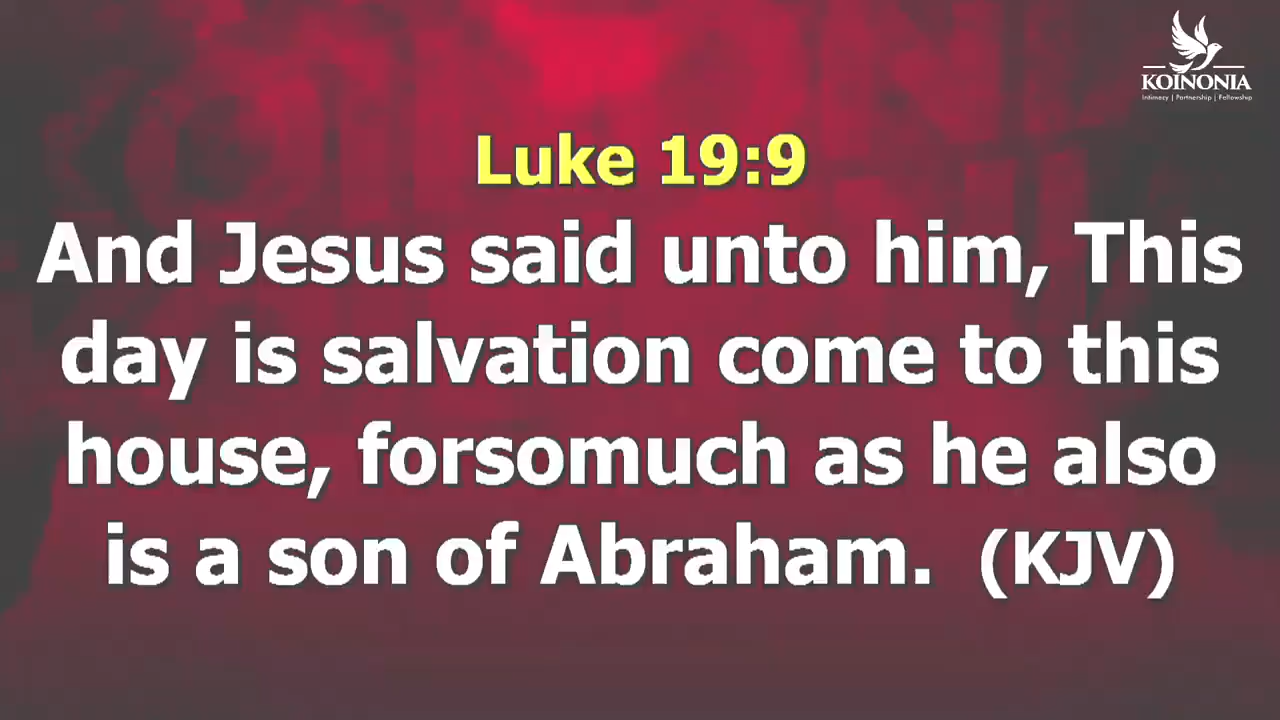 KOINONIA
Intimacy | Partnership | Fellowship
Luke 19:9
And Jesus said unto him, This
day is salvation come to this
house, forsomuch as he also
is a son of Abraham. (KJV)